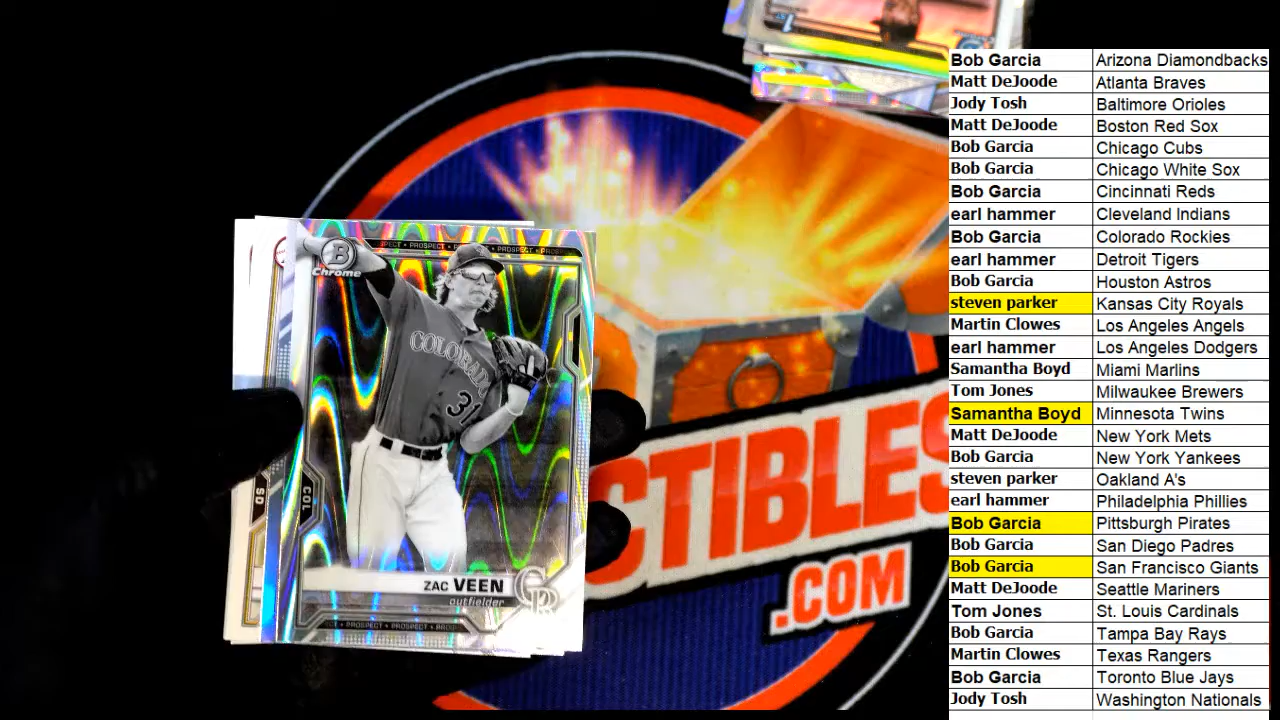 Bob Garcia Arizona Diamondbacks
Matt DeJoode Atlanta Braves
Jody Tosh Baltimore Orioles
Matt DeJoode Boston Red Sox
Bob Garcia Chicago Cubs
Bob Garcia Chicago White Sox
Bob Garcia Cincinnati Reds
earl hammer Cleveland Indians
Bob Garcia Colorado Rockies
earl hammer Detroit Tigers
Bob Garcia Houston Astros
steven parker Kansas City Royals
Martin Clowes Los Angeles Angels
earl hammer Los Angeles Dodgers
Samantha Boyd Miami Marlins
Tom Jones Milwaukee Brewers
Samantha Boyd Minnesota Twins
Matt DeJoode New York Mets
Bob Garcia New York Yankees
steven parker Oakland A's
earl hammer Philadelphia Phillies
Bob Garcia Pittsburgh Pirates
Bob Garcia San Diego Padres
Bob Garcia San Francisco Giants
Matt DeJoode Seattle Mariners
Tom Jones St. Louis Cardinals
Bob Garcia Tampa Bay Rays
Martin Clowes Texas Rangers
Bob Garcia Toronto Blue Jays
Jody Tosh Washington Nationals
PROSPECT • PROSPECT
B
Chrome
COLORADO
31
SD
COL
ZAC VEEN
outfielder
CR
PROSPECT • PROSPECT
CTIBLES
.COM